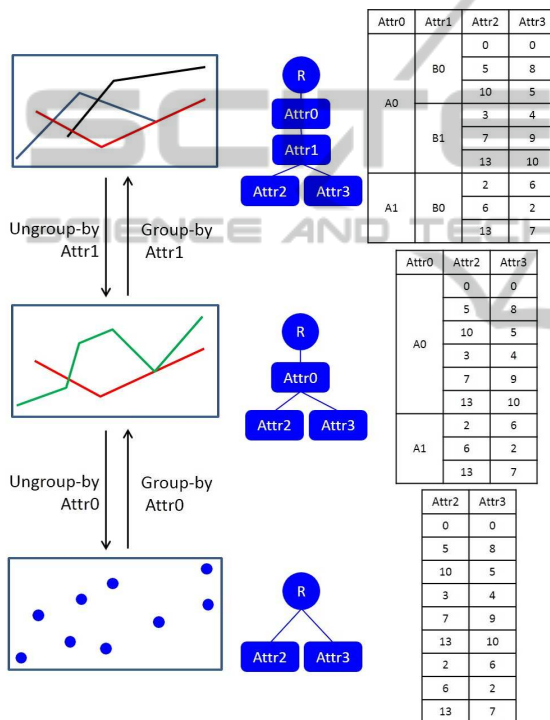 Attr0 Attr1 Attr2 Attr3
A0 B0 0 0
5 8
10 5
B1 3 4
7 9
13 10
A1 B0 2 6
6 2
13 7
R
Attr0
Attr1
Attr2 Attr3
SCITE
SCIENCE AND TECH
Ungroup-by
Attr1
Group-by
Attr1
Attr0 Attr2 Attr3
A0 0 0
5 8
10 5
3 4
7 9
13 10
A1 2 6
6 2
13 7
R
Attr0
Attr2 Attr3
Ungroup-by
Attr0
Group-by
Attr0
Attr2 Attr3
0 0
5 8
10 5
3 4
7 9
13 10
2 6
6 2
13 7
R
Attr2 Attr3